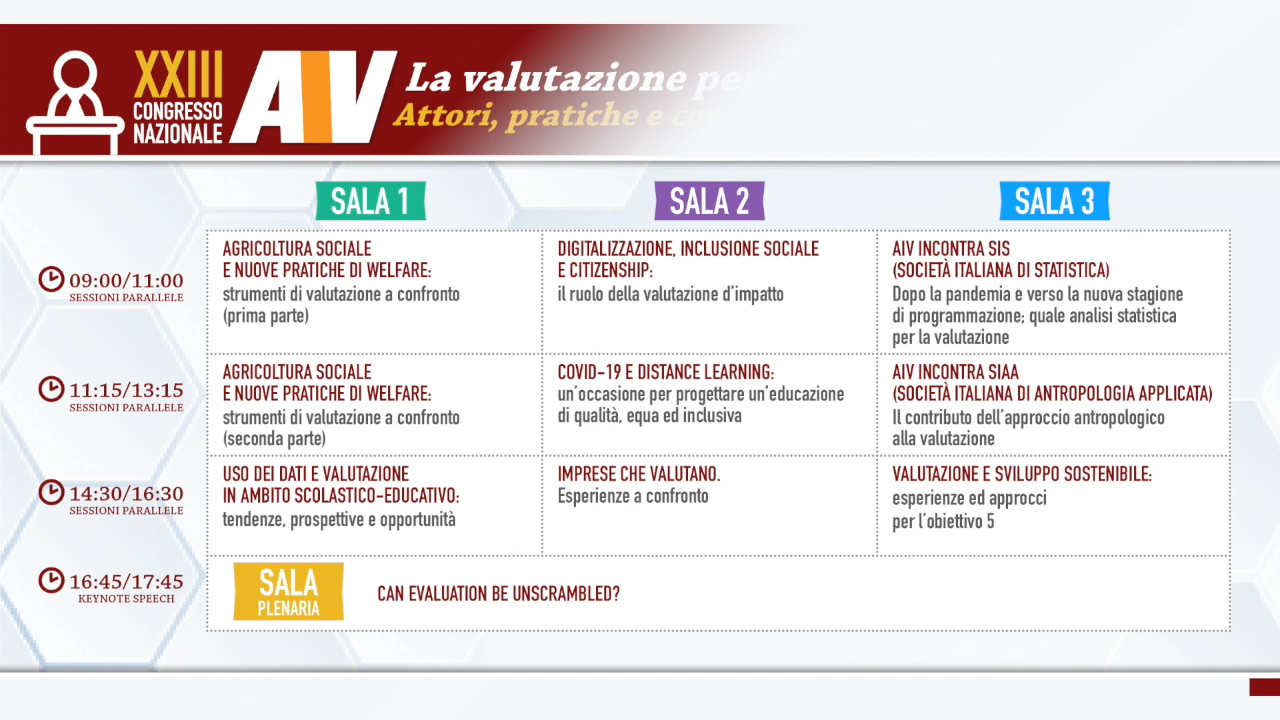 XXIII
CONGRESSO
NAZIONALE
AIV
La valutazione per
Attori, pratiche e
SALA 1
SALA 2
SALA 3
09:00/11:00
SESSIONI PARALLELE
AGRICOLTURA SOCIALE
E NUOVE PRATICHE DI WELFARE:
strumenti di valutazione a confronto
(prima parte)
DIGITALIZZAZIONE, INCLUSIONE SOCIALE
E CITIZENSHIP:
il ruolo della valutazione d'impatto
AIV INCONTRA SIS
(SOCIETÀ ITALIANA DI STATISTICA)
Dopo la pandemia e verso la nuova stagione
di programmazione; quale analisi statistica
per la valutazione
11:15/13:15
SESSIONI PARALLELE
AGRICOLTURA SOCIALE
E NUOVE PRATICHE DI WELFARE:
strumenti di valutazione a confronto
(seconda parte)
COVID-19 E DISTANCE LEARNING:
un'occasione per progettare un'educazione
di qualità, equa ed inclusiva
AIV INCONTRA SIAA
(SOCIETÀ ITALIANA DI ANTROPOLOGIA APPLICATA)
Il contributo dell'approccio antropologico
alla valutazione
14:30/16:30
SESSIONI PARALLELE
USO DEI DATI E VALUTAZIONE
IN AMBITO SCOLASTICO-EDUCATIVO:
tendenze, prospettive e opportunità
IMPRESE CHE VALUTANO.
Esperienze a confronto
VALUTAZIONE E SVILUPPO SOSTENIBILE:
esperienze ed approcci
per l'obiettivo 5
16:45/17:45
KEYNOTE SPEECH
SALA
PLENARIA
CAN EVALUATION BE UNSCRAMBLED?